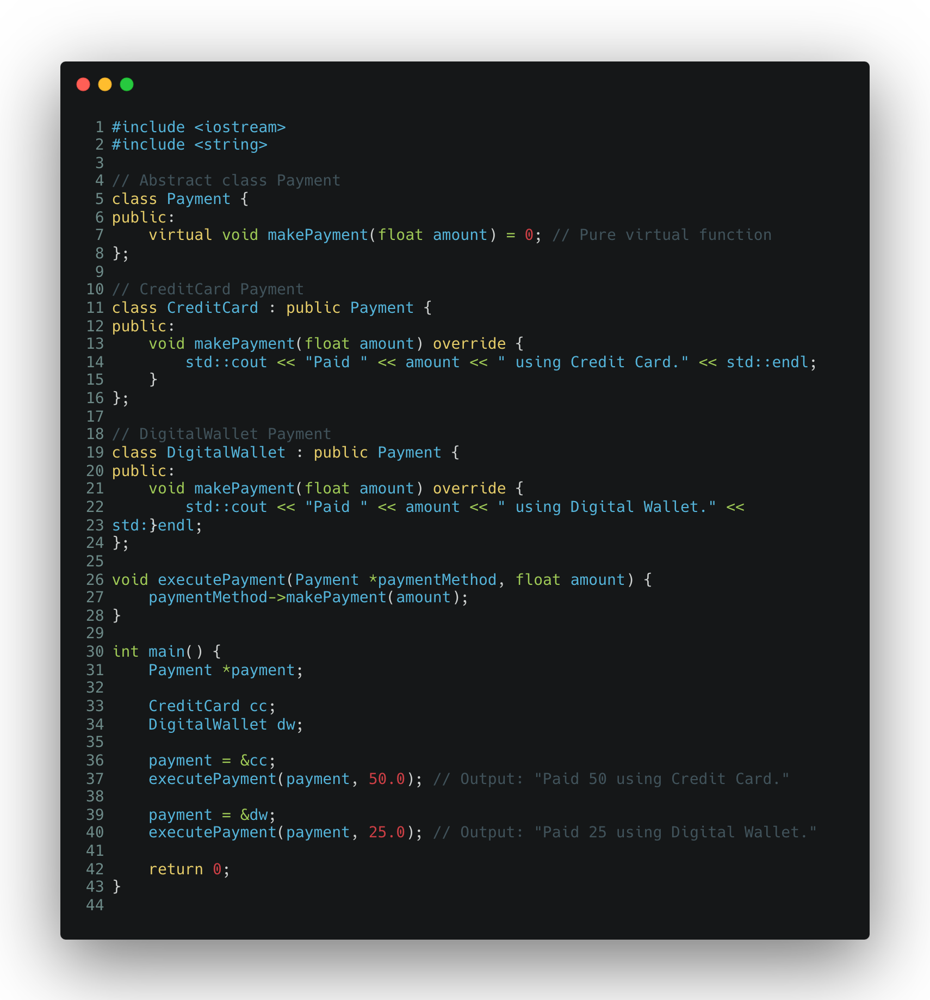 1 #include <iostream>
2 #include <string>
3
4 // Abstract class Payment
5 class Payment {
6 public:
7     virtual void makePayment(float amount) = 0; // Pure virtual function
8 };
9
10 // CreditCard Payment
11 class CreditCard : public Payment {
12 public:
13     void makePayment(float amount) override {
14         std::cout << "Paid " << amount << " using Credit Card." << std::endl;
15     }
16 };
17
18 // DigitalWallet Payment
19 class DigitalWallet : public Payment {
20 public:
21     void makePayment(float amount) override {
22         std::cout << "Paid " << amount << " using Digital Wallet." <<
23 std:}endl;
24 };
25
26 void executePayment(Payment *paymentMethod, float amount) {
27     paymentMethod->makePayment(amount);
28 }
29
30 int main() {
31     Payment *payment;
32
33     CreditCard cc;
34     DigitalWallet dw;
35
36     payment = &cc;
37     executePayment(payment, 50.0); // Output: "Paid 50 using Credit Card."
38
39     payment = &dw;
40     executePayment(payment, 25.0); // Output: "Paid 25 using Digital Wallet."
41
42     return 0;
43 }
44